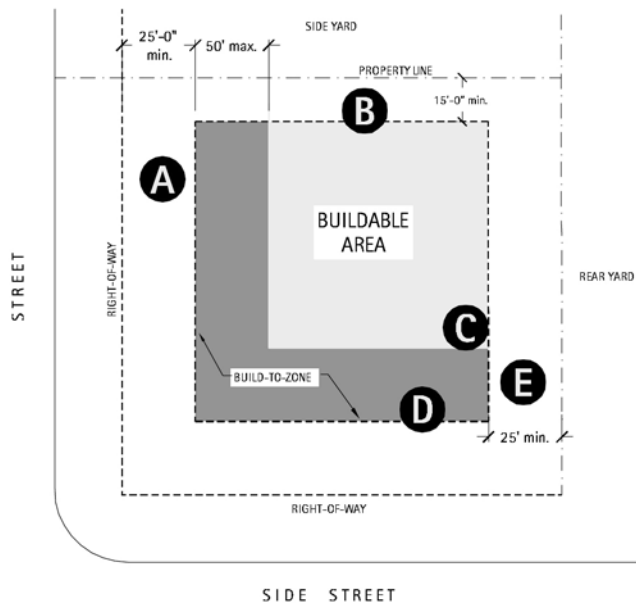 SIDE YARD
25'-0"
min.
50' max.
PROPERTY LINE
15'-0" min.
B
A
BUILDABLE
AREA
STREET
RIGHT-OF-WAY
REAR YARD
C
E
BUILD-TO-ZONE
D
25' min.
RIGHT-OF-WAY
SIDE STREET